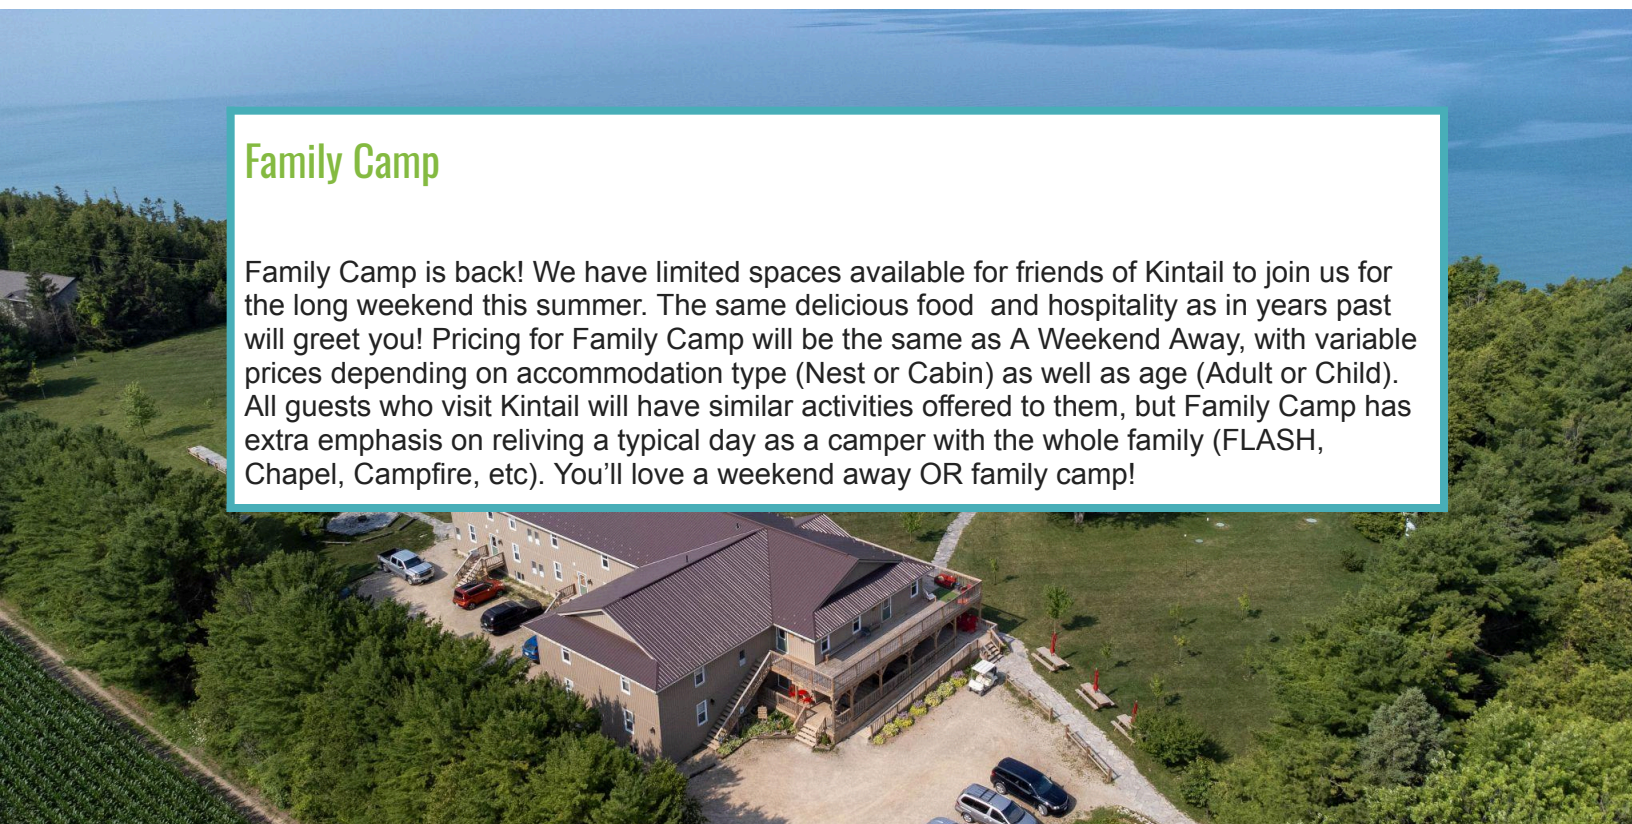 Family Camp
Family Camp is back! We have limited spaces available for friends of Kintail to join us for
the long weekend this summer. The same delicious food  and hospitality as in years past
will greet you! Pricing for Family Camp will be the same as A Weekend Away, with variable
prices depending on accommodation type (Nest or Cabin) as well as age (Adult or Child).
All guests who visit Kintail will have similar activities offered to them, but Family Camp has
extra emphasis on reliving a typical day as a camper with the whole family (FLASH,
Chapel, Campfire, etc). You’ll love a weekend away OR family camp!